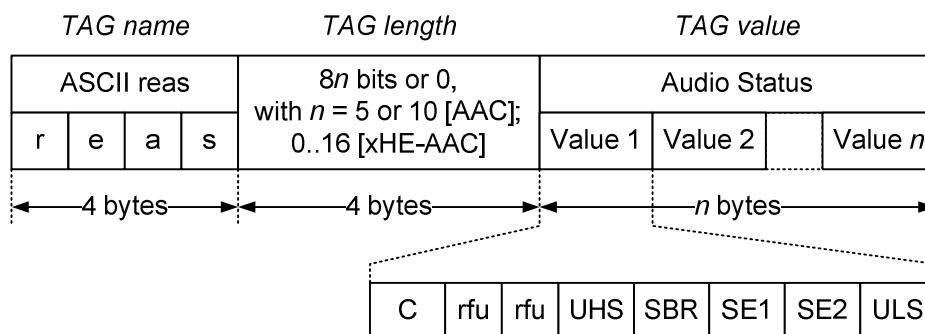 TAG name TAG length TAG value
ASCII reas
8n bits or 0,
with n = 5 or 10 [AAC];
0..16 [xHE-AAC]
Audio Status
r e a s
Value 1 Value 2 Value n
4 bytes 4 bytes n bytes
C rfu rfu UHS SBR SE1 SE2 ULS